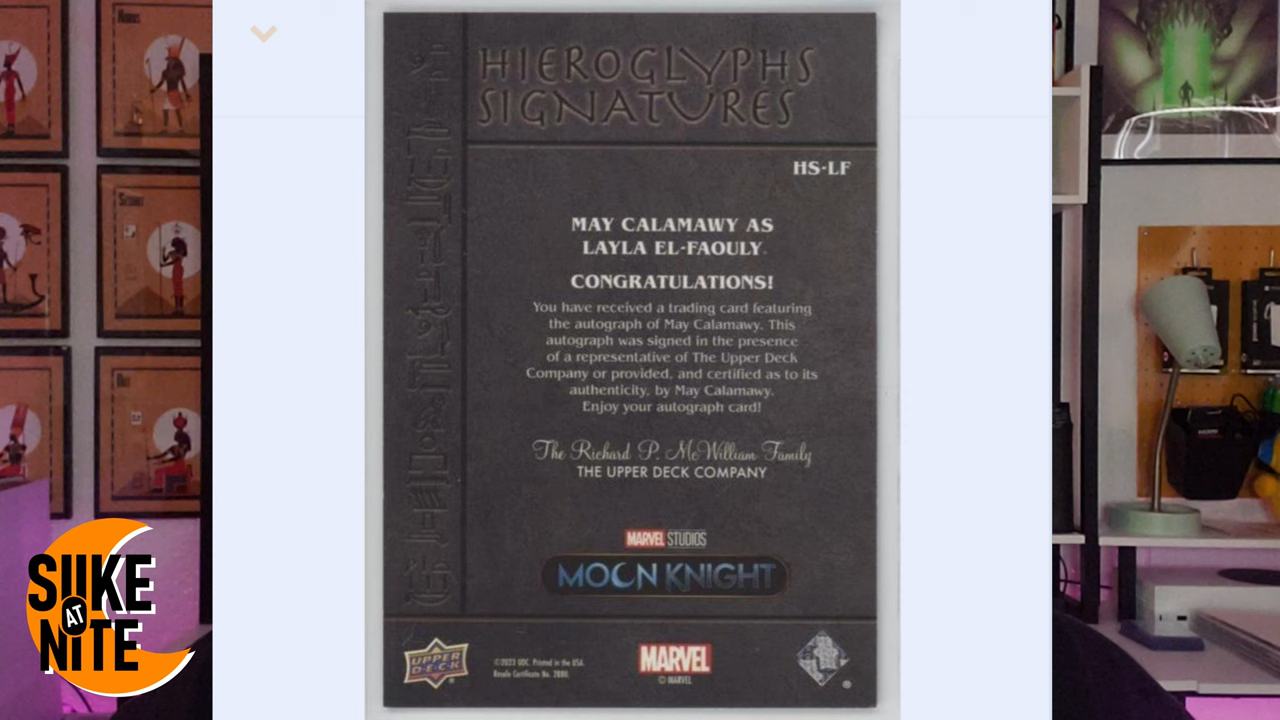 HIEROGLYPHS
SIGNATURES
HS-LF
MAY CALAMAWY AS
LAYLA EL-FAOULY
CONGRATULATIONS!
You have received a trading card featuring
the autograph of May Calamawy. This
autograph was signed in the presence
of a representative of The Upper Deck
Company or provided, and certified as to its
authenticity, by May Calamawy.
Enjoy your autograph card!
The Richard P. McWilliam Family
THE UPPER DECK COMPANY
MARVEL STUDIOS
MOON KNIGHT
UPPER
D·E·C·K
©2023 UDC. Printed in the USA.
MARVEL
© MARVEL
®
SUKE
AT
NITE